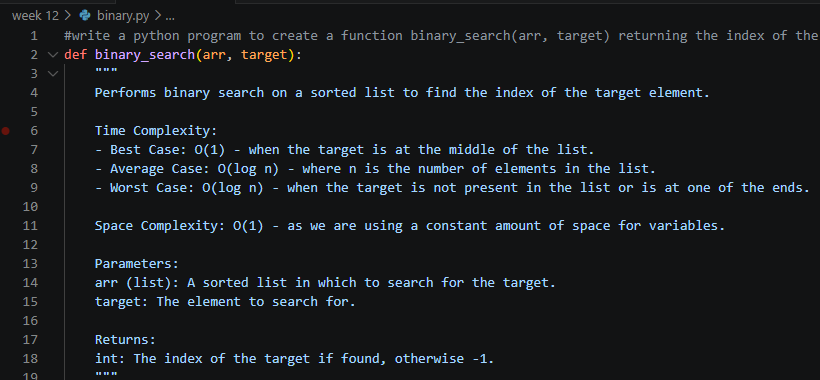 week 12 > binary.py > ...
1 #write a python program to create a function binary_search(arr, target) returning the index of the
2 def binary_search(arr, target):
3 """
4 Performs binary search on a sorted list to find the index of the target element.
5
6 Time Complexity:
7 - Best Case: O(1) - when the target is at the middle of the list.
8 - Average Case: O(log n) - where n is the number of elements in the list.
9 - Worst Case: O(log n) - when the target is not present in the list or is at one of the ends.
10
11 Space Complexity: O(1) - as we are using a constant amount of space for variables.
12
13 Parameters:
14 arr (list): A sorted list in which to search for the target.
15 target: The element to search for.
16
17 Returns:
18 int: The index of the target if found, otherwise -1.
19 """